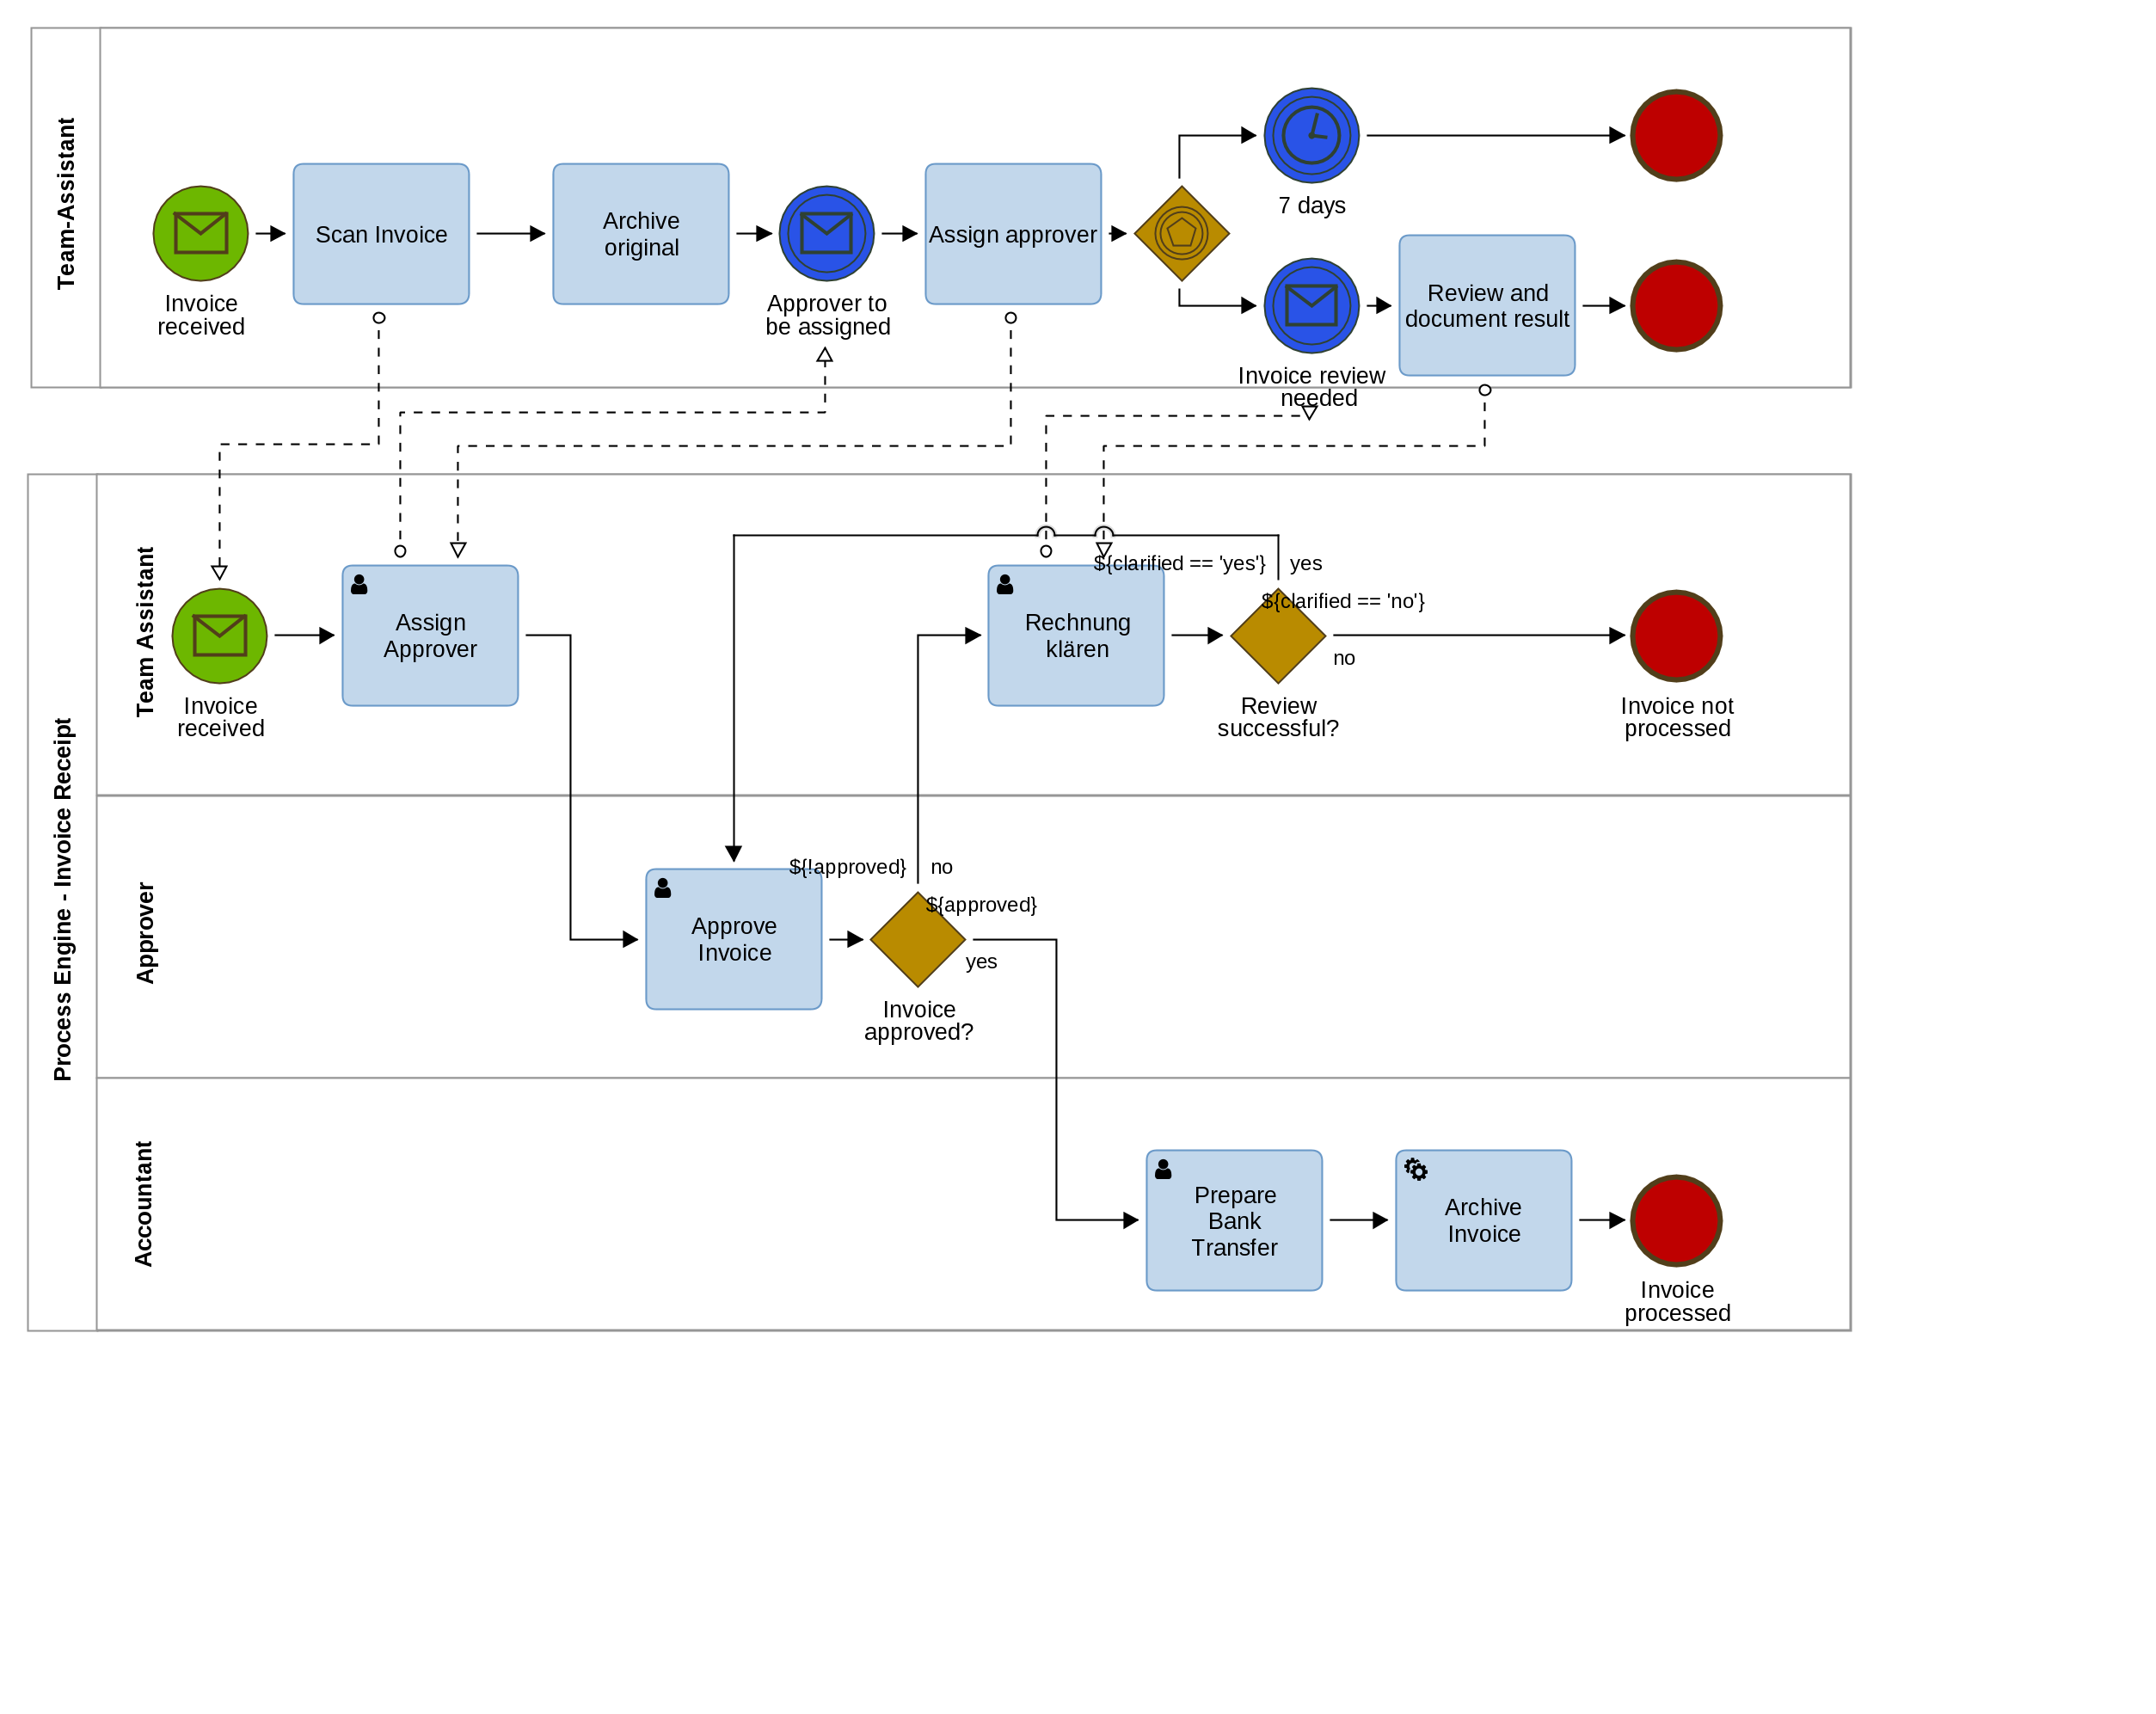 Team-Assistant
Invoice
received
Scan Invoice
Archive
original
Approver to
be assigned
Assign approver
7 days
Invoice review
needed
Review and
document result
Process Engine - Invoice Receipt
Team Assistant
Invoice
received
Assign
Approver
Rechnung
klären
${clarified == 'yes'}
yes
${clarified == 'no'}
no
Review
successful?
Invoice not
processed
Approver
Approve
Invoice
${!approved}
no
${approved}
yes
Invoice
approved?
Accountant
Prepare
Bank
Transfer
Archive
Invoice
Invoice
processed